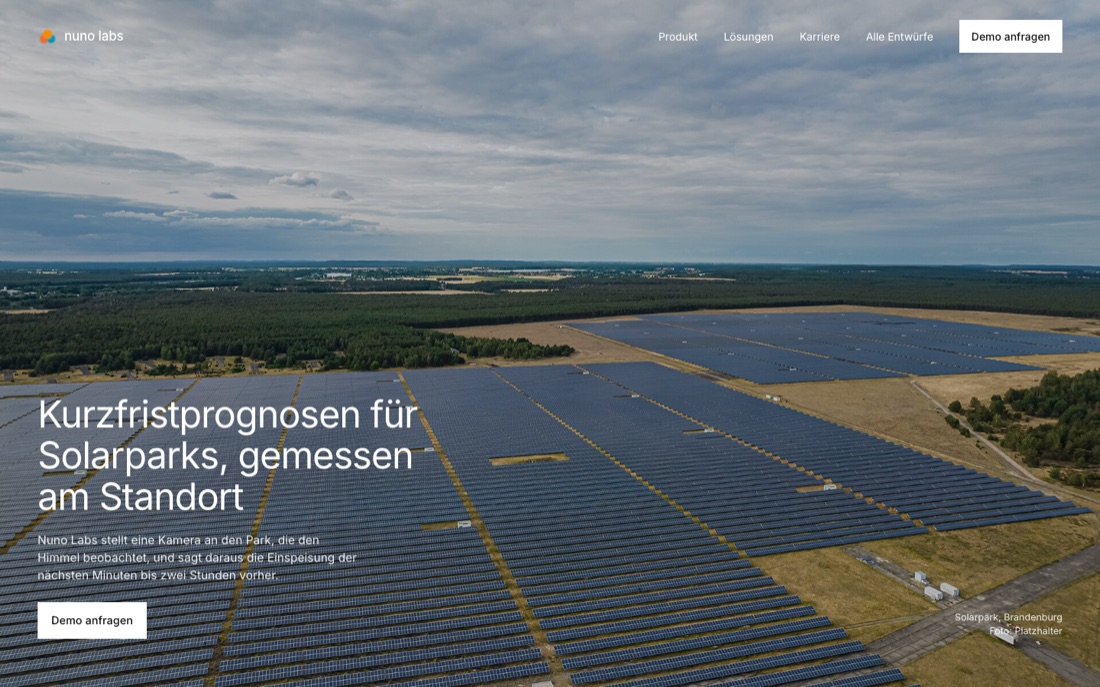 nuno labs
Produkt
Lösungen
Karriere
Alle Entwürfe
Demo anfragen
Kurzfristprognosen für
Solarparks, gemessen
am Standort
Nuno Labs stellt eine Kamera an den Park, die den
Himmel beobachtet, und sagt daraus die Einspeisung der
nächsten Minuten bis zwei Stunden vorher.
Demo anfragen
Solarpark, Brandenburg
Foto: Platzhalter